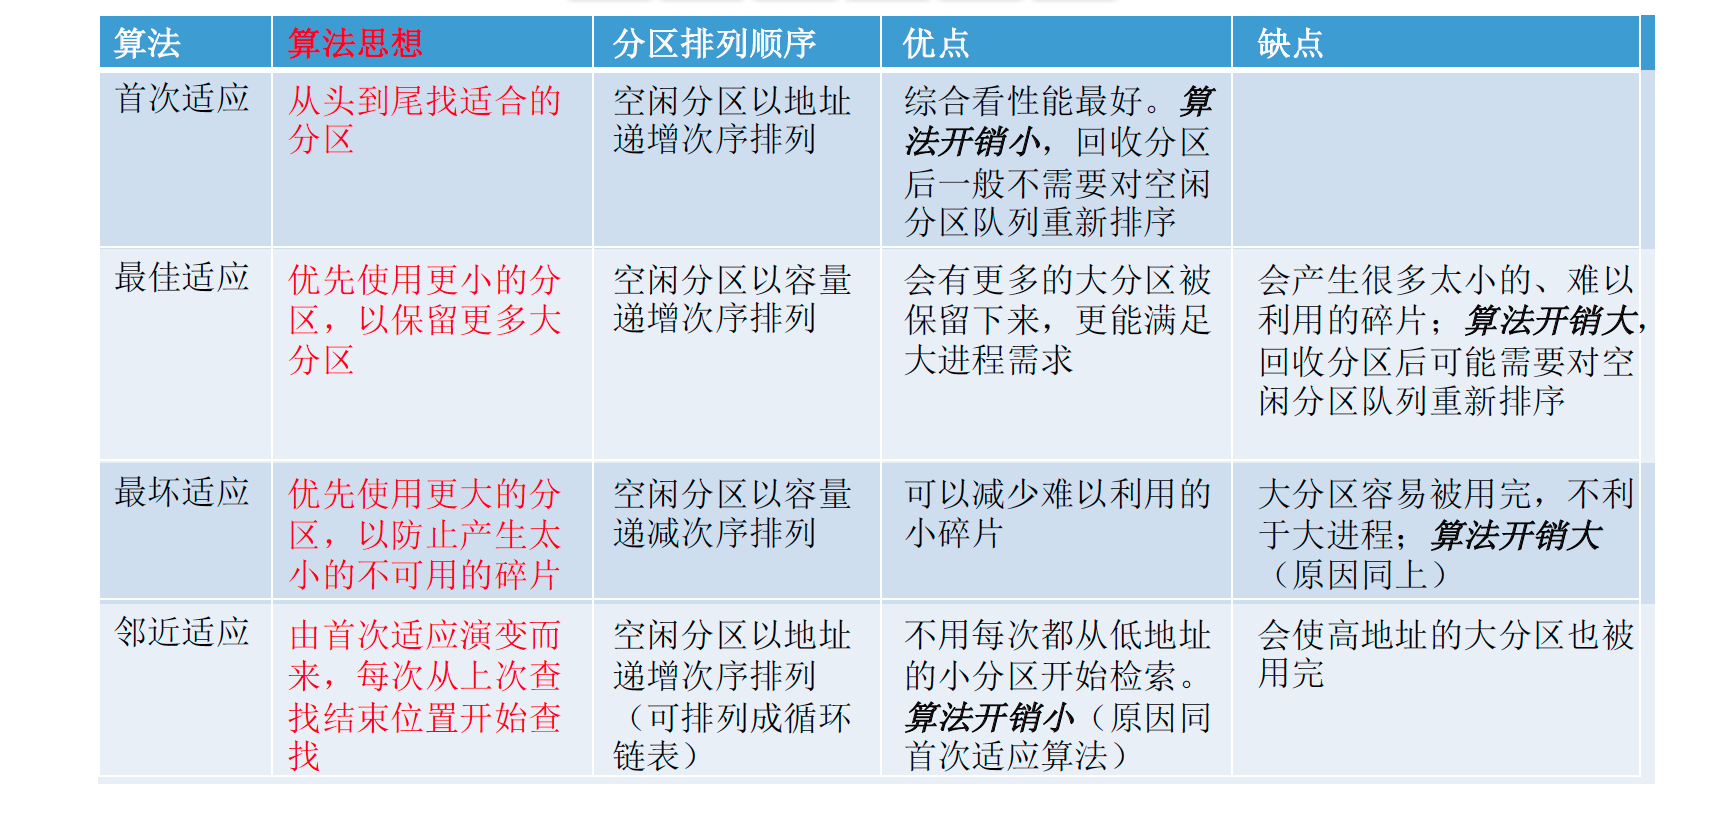 算法
算法思想
分区排列顺序
优点
缺点
首次适应
从头到尾找适合的
分区
空闲分区以地址
递增次序排列
综合看性能最好。算
法开销小，回收分区
后一般不需要对空闲
分区队列重新排序
最佳适应
优先使用更小的分
区，以保留更多大
分区
空闲分区以容量
递增次序排列
会有更多的大分区被
保留下来，更能满足
大进程需求
会产生很多太小的、难以
利用的碎片；算法开销大，
回收分区后可能需要对空
闲分区队列重新排序
最坏适应
优先使用更大的分
区，以防止产生太
小的不可用的碎片
空闲分区以容量
递减次序排列
可以减少难以利用的
小碎片
大分区容易被用完，不利
于大进程；算法开销大
（原因同上）
邻近适应
由首次适应演变而
来，每次从上次查
找结束位置开始查
找
空闲分区以地址
递增次序排列
（可排列成循环
链表）
不用每次都从低地址
的小分区开始检索。
算法开销小（原因同
首次适应算法）
会使高地址的大分区也被
用完